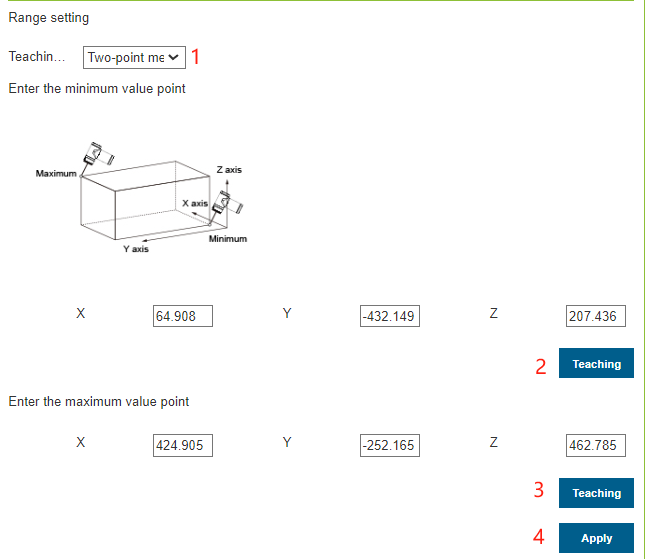 Range setting
Teachin... Two-point me 1
Enter the minimum value point
Maximum
Z axis
X axis
Minimum
Y axis
X 64.908 Y -432.149 Z 207.436
2 Teaching
Enter the maximum value point
X 424.905 Y -252.165 Z 462.785
3 Teaching
4 Apply